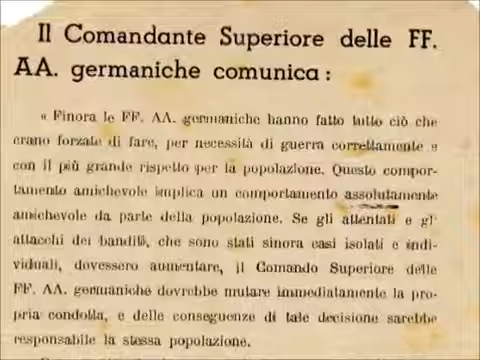 Il Comandante Superiore delle FF.
AA. germaniche comunica :
« Finora le FF. AA. germaniche hanno fatto tutto ciò che
erano forzate di fare, per necessità di guerra correttamente e
con il più grande rispetto per la popolazione. Questo compor-
tamento amichevole implica un comportamento assolutamente
amichevole da parte della popolazione. Se gli attentati e gl'
attacchi dei banditi, che sono stati sinora casi isolati e indi-
viduali, dovessero aumentare, il Comando Superiore delle
FF. AA. germaniche dovrebbe mutare immediatamente la pro-
pria condotta, e delle conseguenze di tale decisione sarebbe
responsabile la stessa popolazione.